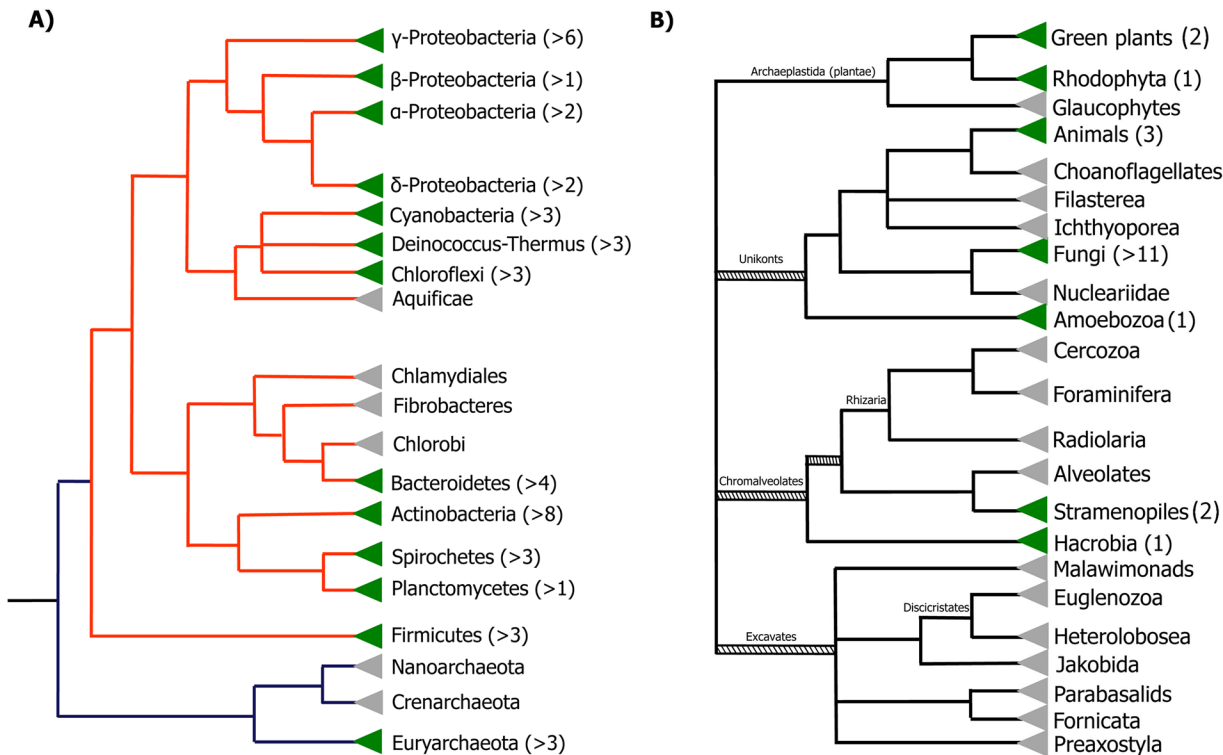 A)
γ-Proteobacteria (>6)
β-Proteobacteria (>1)
α-Proteobacteria (>2)
δ-Proteobacteria (>2)
Cyanobacteria (>3)
Deinococcus-Thermus (>3)
Chloroflexi (>3)
Aquificae
Chlamydiales
Fibrobacteres
Chlorobi
Bacteroidetes (>4)
Actinobacteria (>8)
Spirochetes (>3)
Planctomycetes (>1)
Firmicutes (>3)
Nanoarchaeota
Crenarchaeota
Euryarchaeota (>3)
B)
Archaeplastida (plantae)
Green plants (2)
Rhodophyta (1)
Glaucophytes
Animals (3)
Choanoflagellates
Filasterea
Ichthyoporea
Unikonts
Fungi (>11)
Nucleariidae
Amoebozoa (1)
Cercozoa
Foraminifera
Rhizaria
Radiolaria
Chromalveolates
Alveolates
Stramenopiles (2)
Hacrobia (1)
Malawimonads
Euglenozoa
Discicristates
Heterolobosea
Excavates
Jakobida
Parabasalids
Fornicata
Preaxostyla